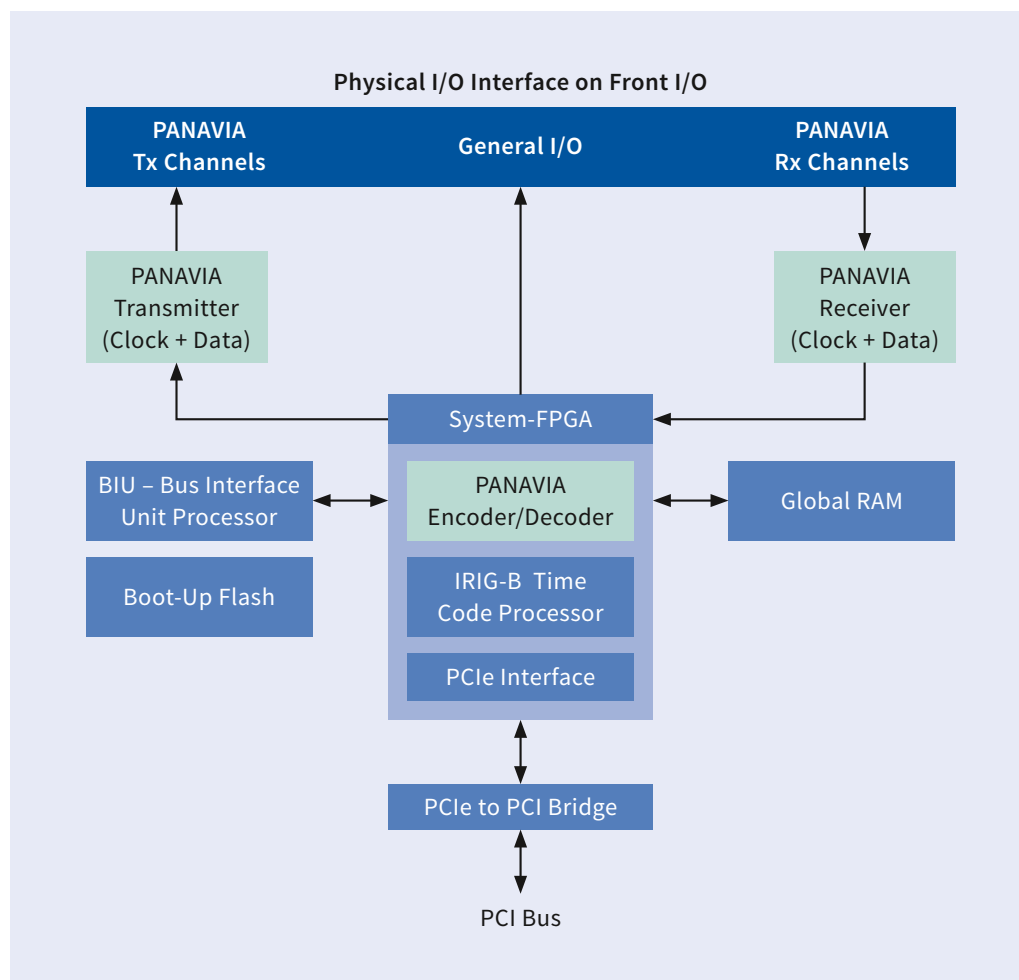 Physical I/O Interface on Front I/O
PANAVIA
Tx Channels
General I/O
PANAVIA
Rx Channels
PANAVIA
Transmitter
(Clock + Data)
PANAVIA
Receiver
(Clock + Data)
System-FPGA
BIU – Bus Interface
Unit Processor
PANAVIA
Encoder/Decoder
Global RAM
Boot-Up Flash
IRIG-B Time
Code Processor
PCIe Interface
PCIe to PCI Bridge
PCI Bus